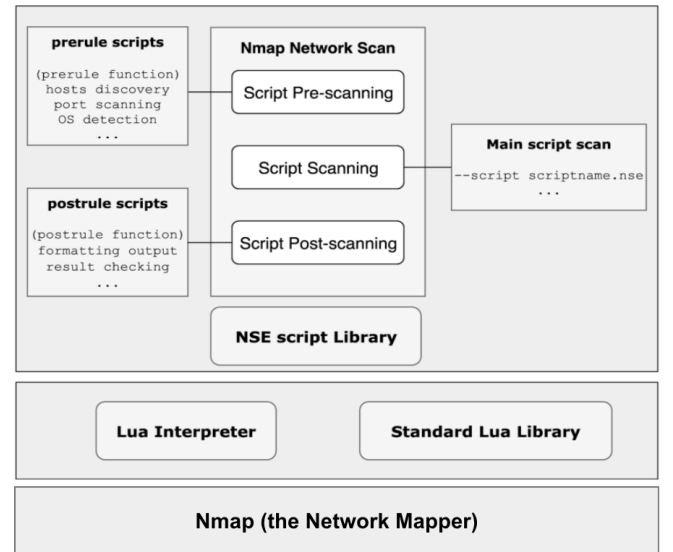 prerule scripts
(prerule function)
hosts discovery
port scanning
OS detection
...
Nmap Network Scan
Script Pre-scanning
Script Scanning
Script Post-scanning
Main script scan
--script scriptname.nse
...
postrule scripts
(postrule function)
formatting output
result checking
...
NSE script Library
Lua Interpreter
Standard Lua Library
Nmap (the Network Mapper)